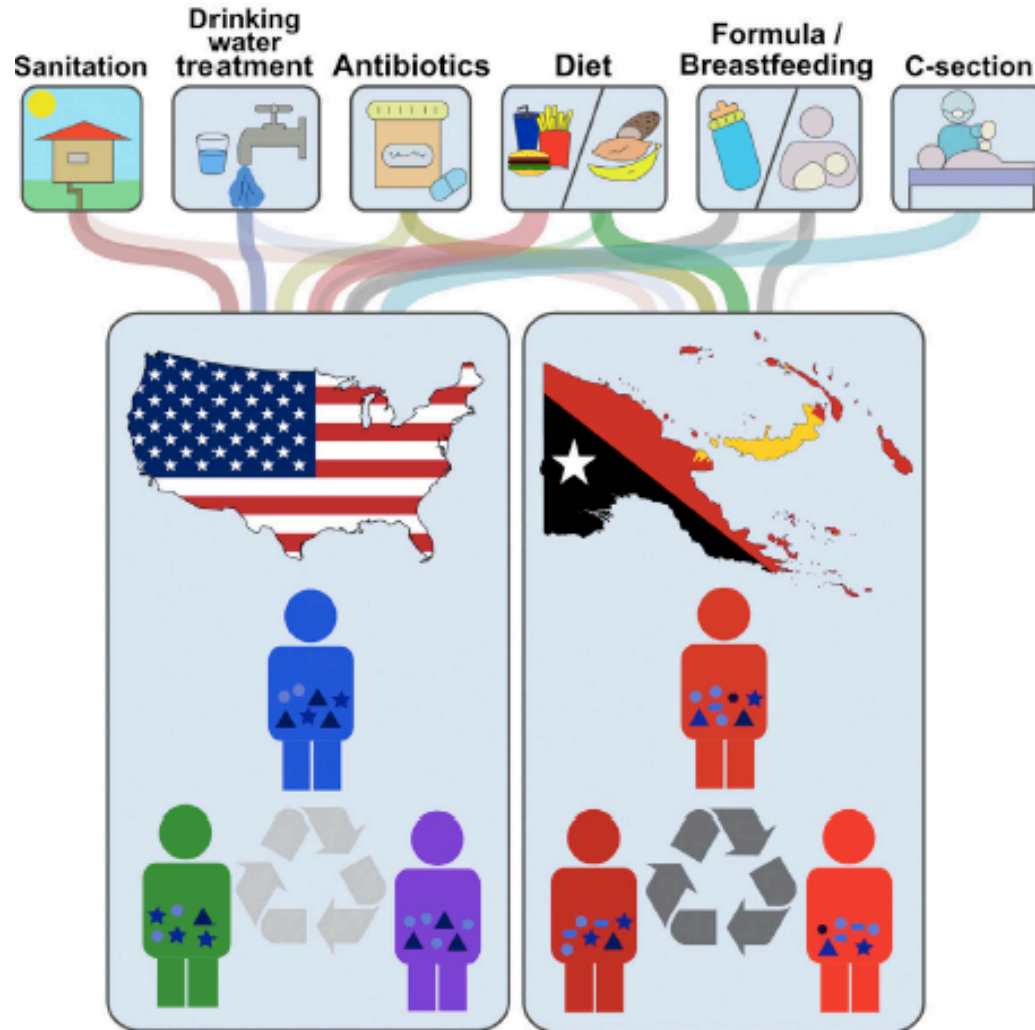 Sanitation
Drinking
water
treatment
Antibiotics
Diet
Formula /
Breastfeeding
C-section